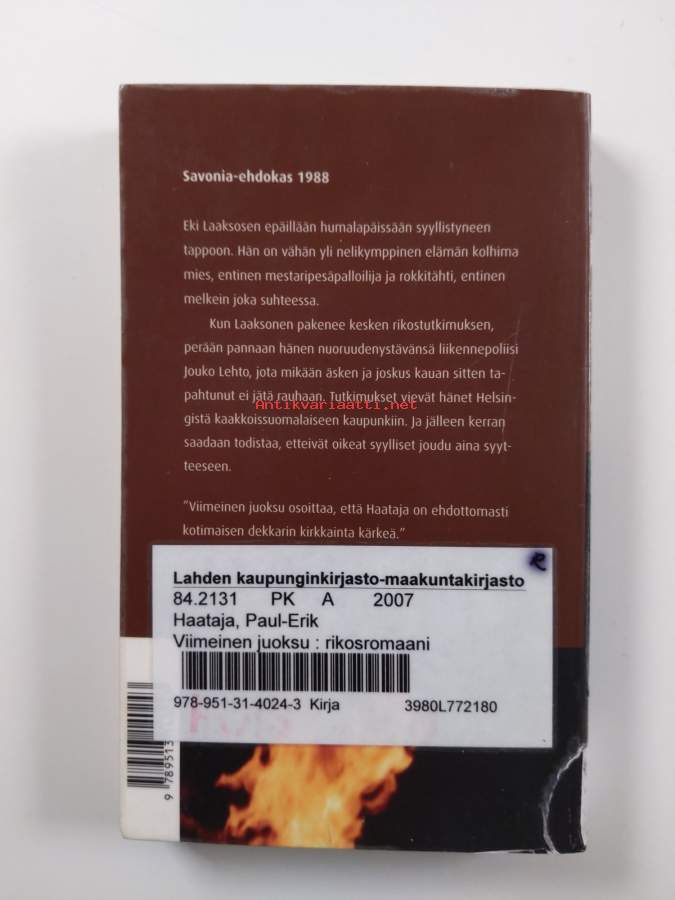 Savonia-ehdokas 1988
Eki Laaksosen epäillään humalapäissään syyllistyneen
tappoon. Hän on vähän yli nelikymppinen elämän kolhima
mies, entinen mestaripesäpalloilija ja rokkitähti, entinen
melkein joka suhteessa.
Kun Laaksonen pakenee kesken rikostutkimuksen,
perään pannaan hänen nuoruudenystävänsä liikennepoliisi
Jouko Lehto, jota mikään äsken ja joskus kauan sitten ta-
pahtunut ei jätä rauhaan. Tutkimukset vievät hänet Helsin-
Antikvariaatti.net
gistä kaakkoissuomalaiseen kaupunkiin. Ja jälleen kerran
saadaan todistaa, etteivät oikeat syylliset joudu aina syyt-
teeseen.
"Viimeinen juoksu osoittaa, että Haataja on ehdottomasti
kotimaisen dekkarin kirkkainta kärkeä."
R
Lahden kaupunginkirjasto-maakuntakirjasto
84.2131 PK A 2007
Haataja, Paul-Erik
Viimeinen juoksu : rikosromaani
978-951-31-4024-3 Kirja 3980L772180
9 789513